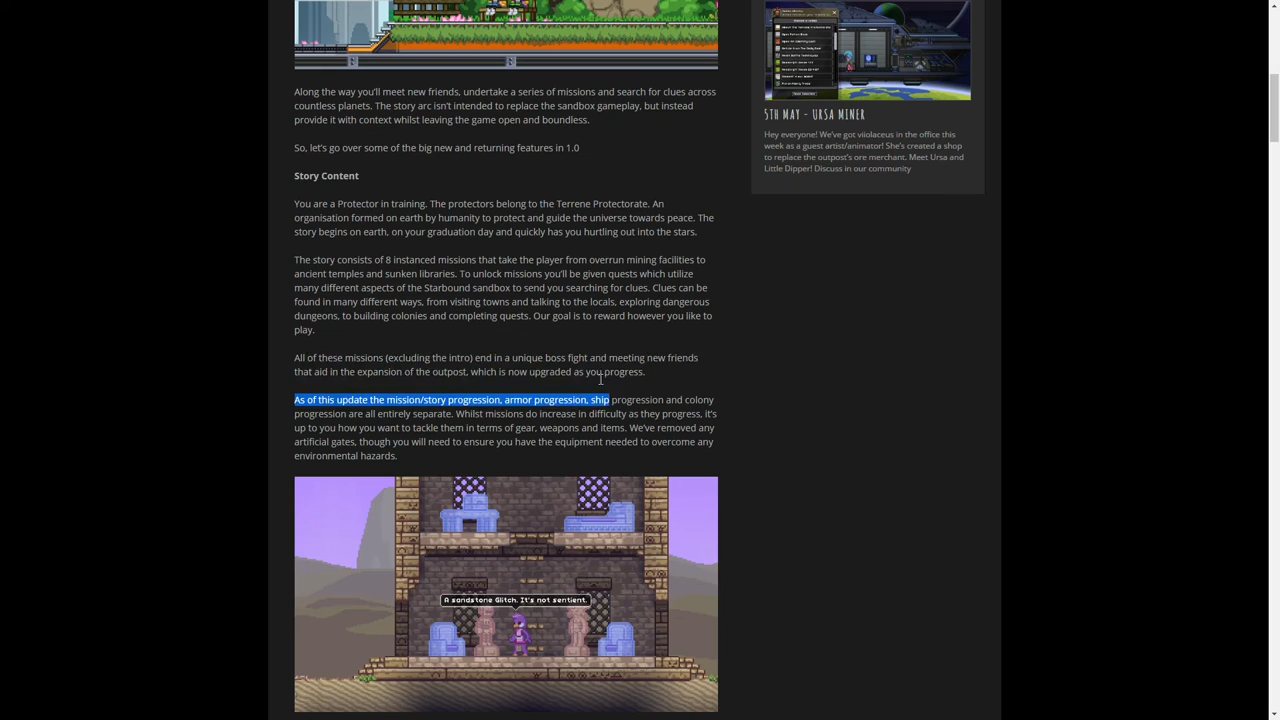 Along the way you'll meet new friends, undertake a series of missions and search for clues across
countless planets. The story arc isn't intended to replace the sandbox gameplay, but instead
provide it with context whilst leaving the game open and boundless.
So, let's go over some of the big new and returning features in 1.0
Story Content
You are a Protector in training. The protectors belong to the Terrene Protectorate. An
organisation formed on earth by humanity to protect and guide the universe towards peace. The
story begins on earth, on your graduation day and quickly has you hurtling out into the stars.
The story consists of 8 instanced missions that take the player from overrun mining facilities to
ancient temples and sunken libraries. To unlock missions you'll be given quests which utilize
many different aspects of the Starbound sandbox to send you searching for clues. Clues can be
found in many different ways, from visiting towns and talking to the locals, exploring dangerous
dungeons, to building colonies and completing quests. Our goal is to reward however you like to
play.
All of these missions (excluding the intro) end in a unique boss fight and meeting new friends
that aid in the expansion of the outpost, which is now upgraded as you progress.
As of this update the mission/story progression, armor progression, ship progression and colony
progression are all entirely separate. Whilst missions do increase in difficulty as they progress, it's
up to you how you want to tackle them in terms of gear, weapons and items. We've removed any
artificial gates, though you will need to ensure you have the equipment needed to overcome any
environmental hazards.
A sandstone Glitch. It's not sentient.
5TH MAY – URSA MINER
Hey everyone! We've got viiolaceus in the office this
week as a guest artist/animator! She's created a shop
to replace the outpost's ore merchant. Meet Ursa and
Little Dipper! Discuss in our community